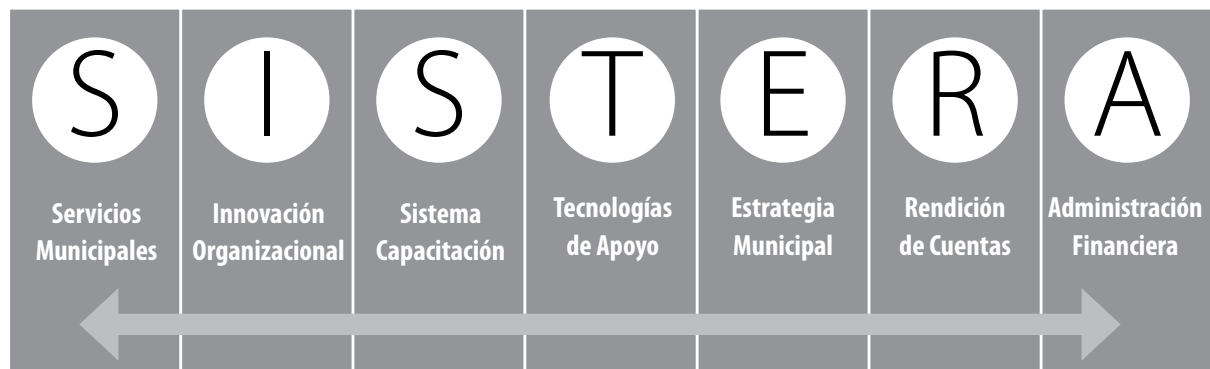 S I S T E R A
Servicios
Municipales
Innovación
Organizacional
Sistema
Capacitación
Tecnologías
de Apoyo
Estrategia
Municipal
Rendición
de Cuentas
Administración
Financiera